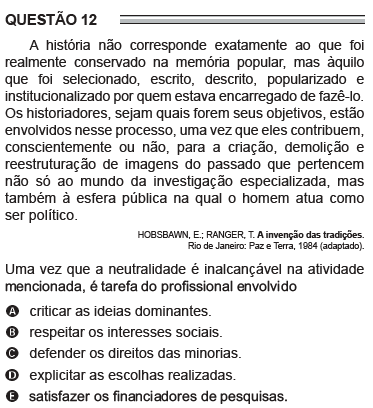 QUESTÃO 12
A história não corresponde exatamente ao que foi
realmente conservado na memória popular, mas àquilo
que foi selecionado, escrito, descrito, popularizado e
institucionalizado por quem estava encarregado de fazê-lo.
Os historiadores, sejam quais forem seus objetivos, estão
envolvidos nesse processo, uma vez que eles contribuem,
conscientemente ou não, para a criação, demolição e
reestruturação de imagens do passado que pertencem
não só ao mundo da investigação especializada, mas
também à esfera pública na qual o homem atua como
ser político.
HOBSBAWN, E.; RANGER, T. A invenção das tradições.
Rio de Janeiro: Paz e Terra, 1984 (adaptado).
Uma vez que a neutralidade é inalcançável na atividade
mencionada, é tarefa do profissional envolvido
A criticar as ideias dominantes.
B respeitar os interesses sociais.
C defender os direitos das minorias.
D explicitar as escolhas realizadas.
E satisfazer os financiadores de pesquisas.